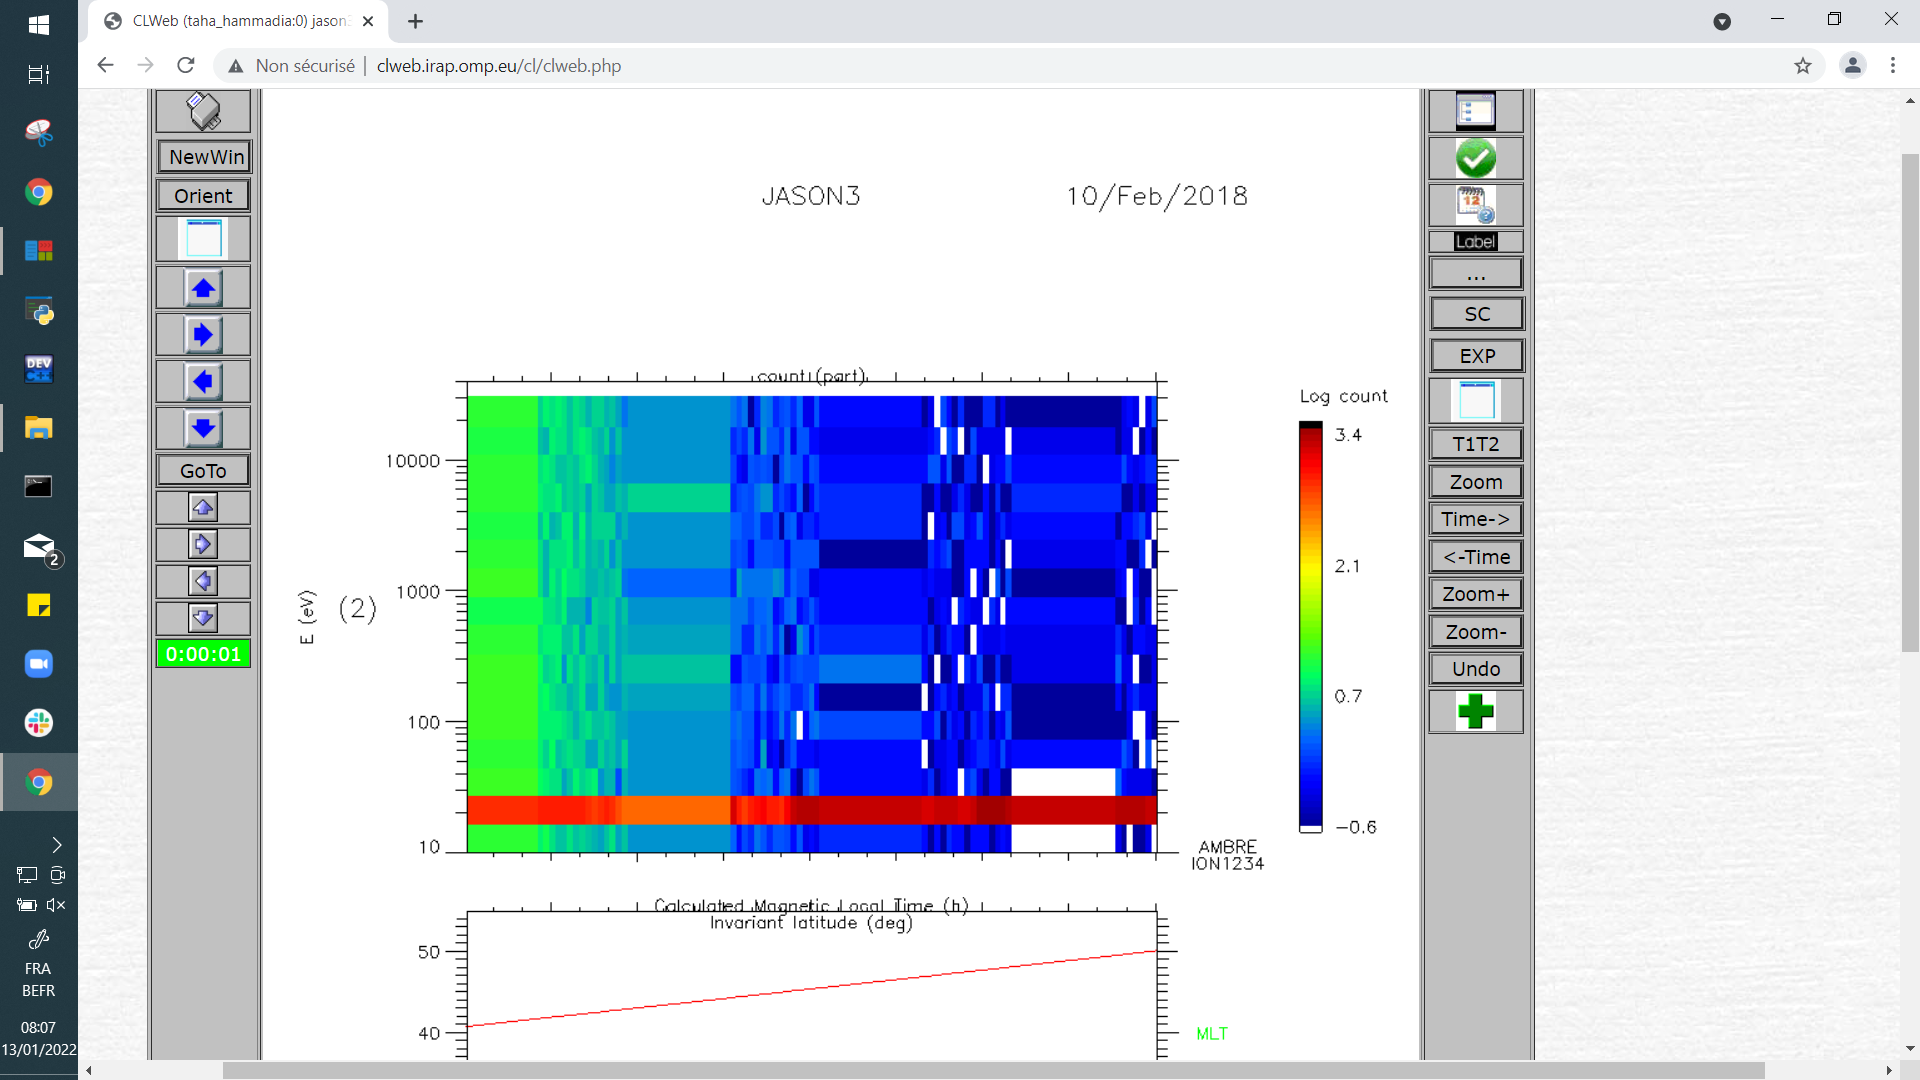 CLWeb (taha_hammadia:0) jason3
Non sécurisé
clweb.irap.omp.eu/cl/clweb.php
NewWin
Orient
GoTo
0:00:01
JASON3
10/Feb/2018
count (part)
10000
1000
100
10
E (eV)
(2)
Log count
3.4
2.1
0.7
-0.6
AMBRE
ION1234
Calculated Magnetic Local Time (h)
Invariant latitude (deg)
50
40
MLT
12
Label
...
SC
EXP
T1T2
Zoom
Time->
<-Time
Zoom+
Zoom-
Undo
DEV
C++
2
FRA
BEFR
08:07
13/01/2022